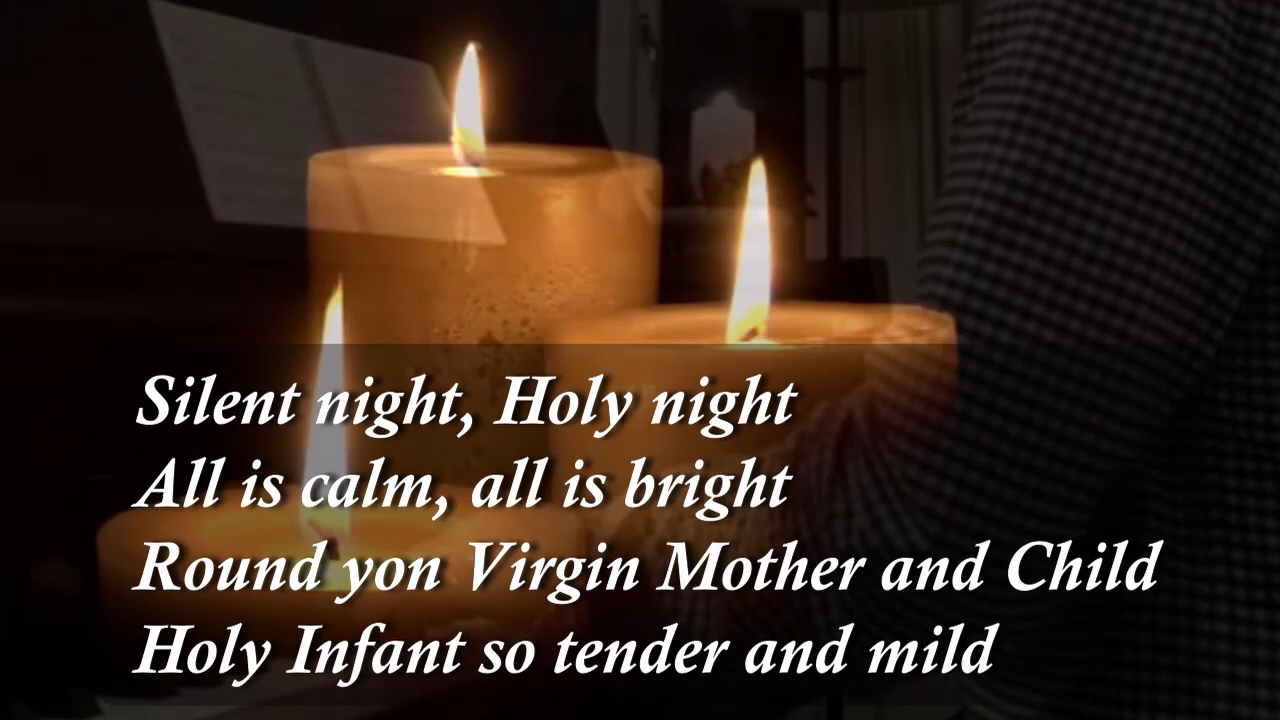 Silent night, Holy night
All is calm, all is bright
Round yon Virgin Mother and Child
Holy Infant so tender and mild